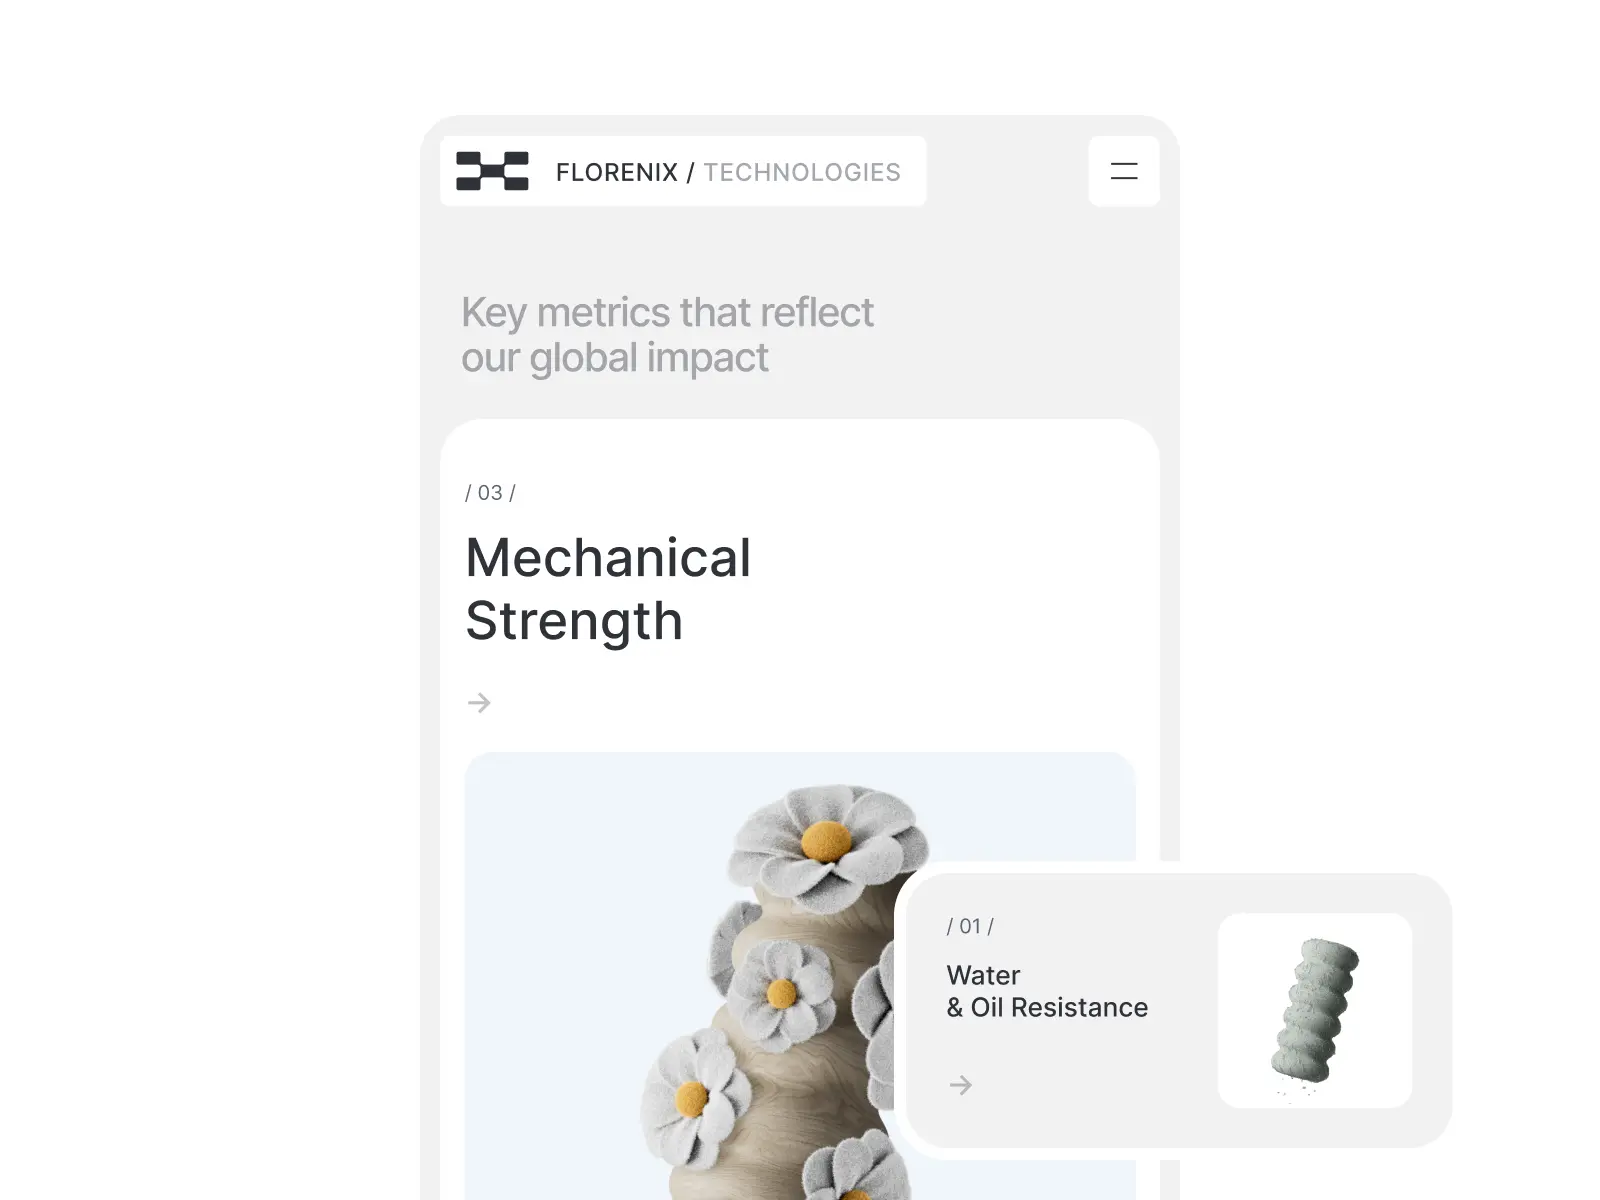 FLORENIX / TECHNOLOGIES
Key metrics that reflect
our global impact
/ 03 /
Mechanical
Strength
/ 01 /
Water
& Oil Resistance